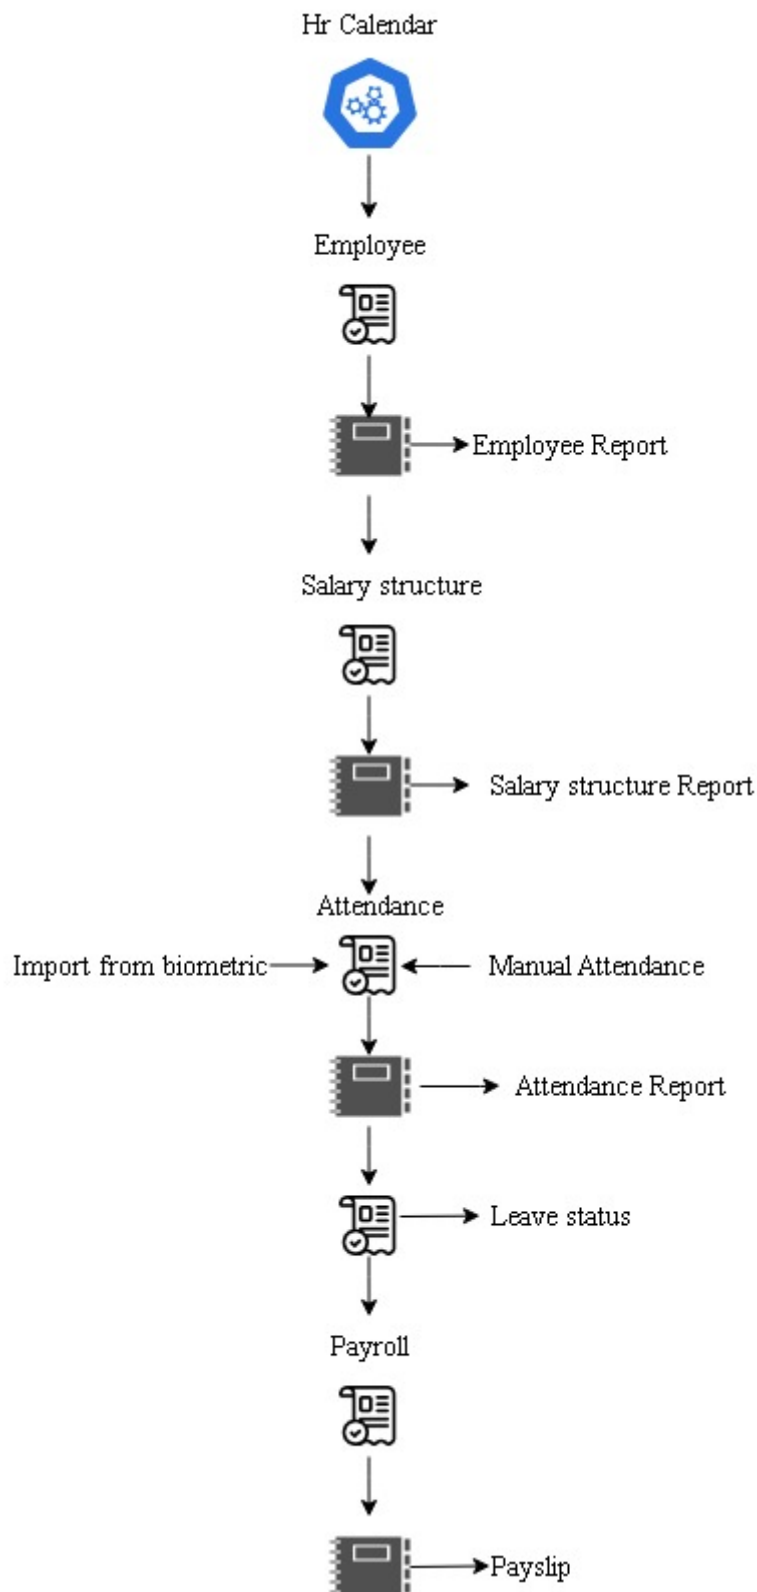 Hr Calendar
Employee
Employee Report
Salary structure
Salary structure Report
Attendance
Import from biometric
Manual Attendance
Attendance Report
Leave status
Payroll
Payslip